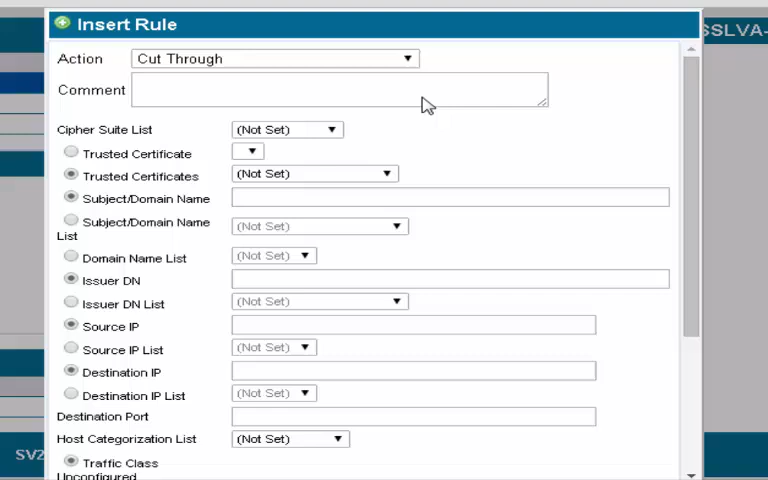 Insert Rule
SSLVA-
Action Cut Through
Comment
Cipher Suite List (Not Set)
Trusted Certificate
Trusted Certificates (Not Set)
Subject/Domain Name
Subject/Domain Name
List (Not Set)
Domain Name List (Not Set)
Issuer DN
Issuer DN List (Not Set)
Source IP
Source IP List (Not Set)
Destination IP
Destination IP List (Not Set)
Destination Port
Host Categorization List (Not Set)
SV2
Traffic Class
Unconfigured